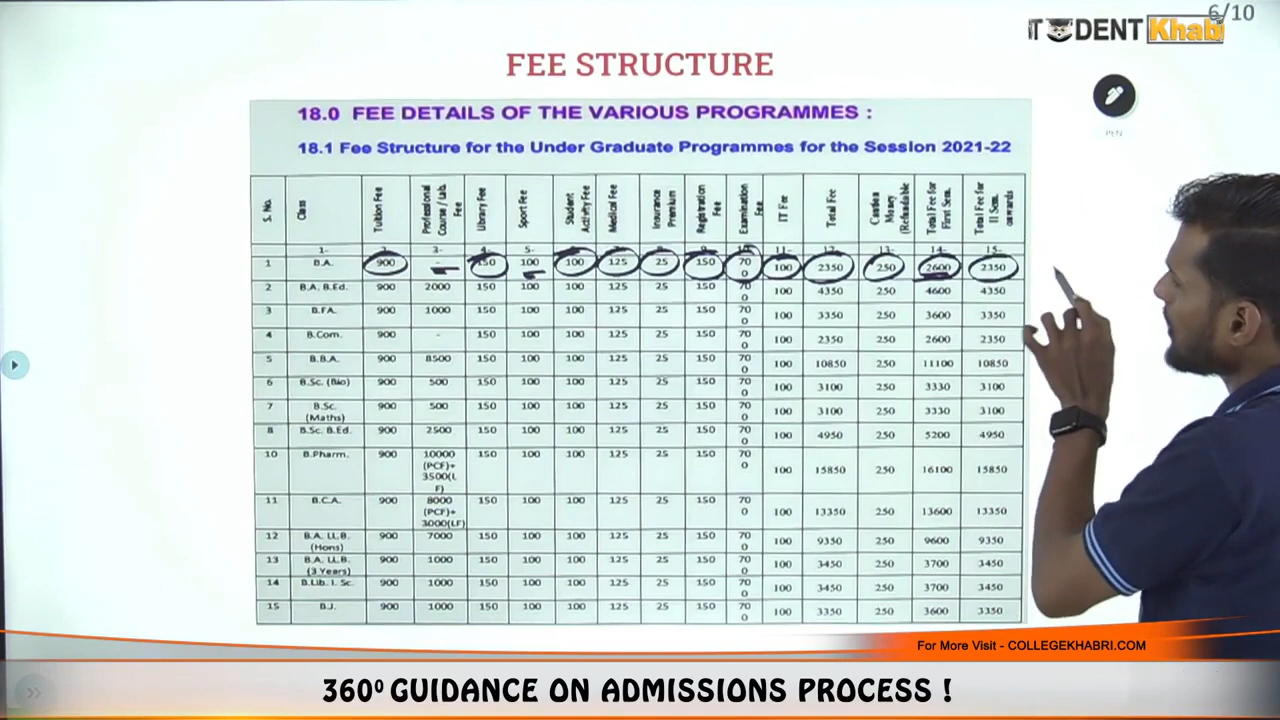 6/10
TUDENT Khabri
FEE STRUCTURE
PEN
18.0 FEE DETAILS OF THE VARIOUS PROGRAMMES :
18.1 Fee Structure for the Under Graduate Programmes for the Session 2021-22
S. No. Class Tuition Fee Professional Course / Lab. Fee Library Fee Sport Fee Student Activity Fee Medical Fee Insurance Premium Registration Fee Examination Fee IT Fee Total Fee Caution Money (Refundable Total Fee for First Sem. Total Fee for II Sem. onwards
1- 3- 4- 5- 11- 12- 13- 14- 15-
1 B.A. 900 - 150 100 100 125 25 150 700 100 2350 250 2600 2350
2 B.A. B.Ed. 900 2000 150 100 100 125 25 150 700 100 4350 250 4600 4350
3 B.FA. 900 1000 150 100 100 125 25 150 700 100 3350 250 3600 3350
4 B.Com. 900 - 150 100 100 125 25 150 700 100 2350 250 2600 2350
5 B.B.A. 900 8500 150 100 100 125 25 150 700 100 10850 250 11100 10850
6 B.Sc. (Bio) 900 500 150 100 100 125 25 150 700 100 3100 250 3330 3100
7 B.Sc. (Maths) 900 500 150 100 100 125 25 150 700 100 3100 250 3330 3100
8 B.Sc. B.Ed. 900 2500 150 100 100 125 25 150 700 100 4950 250 5200 4950
10 B.Pharm. 900 10000 (PCF)+ 3500(LF) 150 100 100 125 25 150 700 100 15850 250 16100 15850
11 B.C.A. 900 8000 (PCF)+ 3000(LF) 150 100 100 125 25 150 700 100 13350 250 13600 13350
12 B.A. LL.B. (Hons) 900 7000 150 100 100 125 25 150 700 100 9350 250 9600 9350
13 B.A. LL.B. (3 Years) 900 1000 150 100 100 125 25 150 700 100 3450 250 3700 3450
14 B.Lib. I. Sc. 900 1000 150 100 100 125 25 150 700 100 3450 250 3700 3450
15 B.J. 900 1000 150 100 100 125 25 150 700 100 3350 250 3600 3350
For More Visit - COLLEGEKHABRI.COM
360⁰ GUIDANCE ON ADMISSIONS PROCESS !